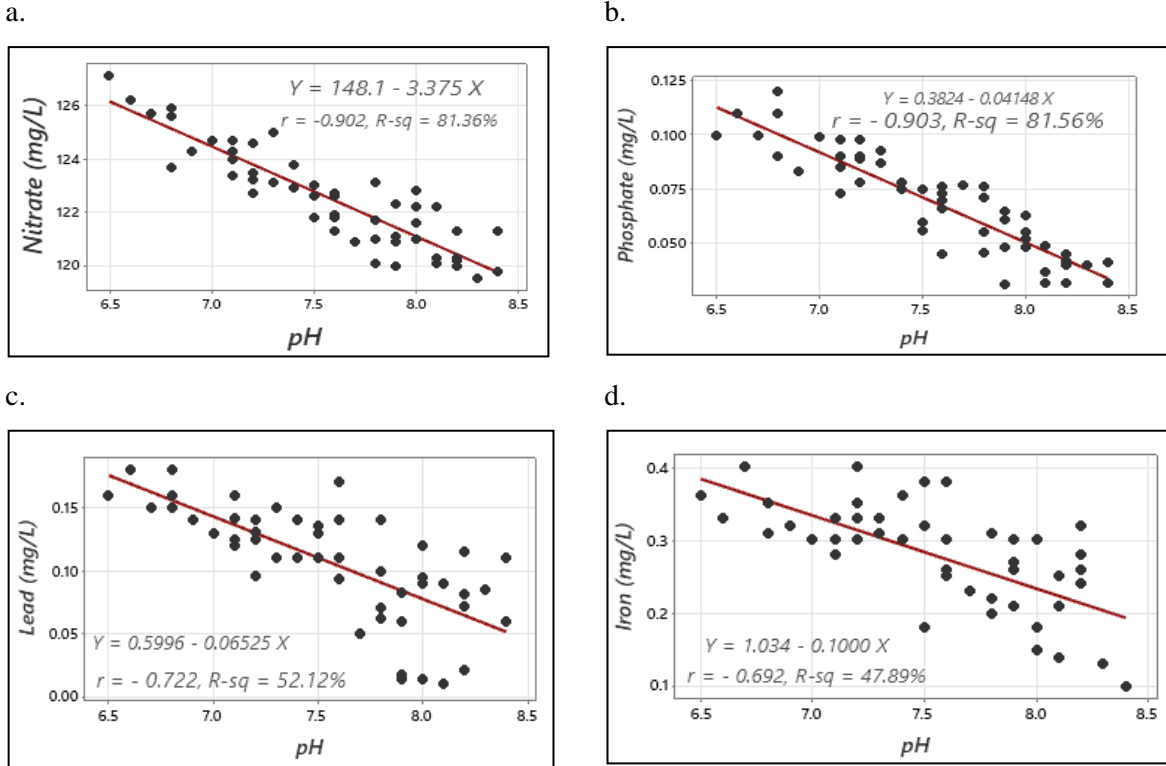 a.
b.
Y = 148.1 - 3.375 X
r = -0.902, R-sq = 81.36%
Nitrate (mg/L)
126
124
122
120
6.5 7.0 7.5 8.0 8.5
pH
Y = 0.3824 - 0.04148 X
r = - 0.903, R-sq = 81.56%
Phosphate (mg/L)
0.125
0.100
0.075
0.050
6.5 7.0 7.5 8.0 8.5
pH
c.
d.
Lead (mg/L)
0.15
0.10
0.05
0.00
Y = 0.5996 - 0.06525 X
r = - 0.722, R-sq = 52.12%
6.5 7.0 7.5 8.0 8.5
pH
Iron (mg/L)
0.4
0.3
0.2
0.1
Y = 1.034 - 0.1000 X
r = - 0.692, R-sq = 47.89%
6.5 7.0 7.5 8.0 8.5
pH